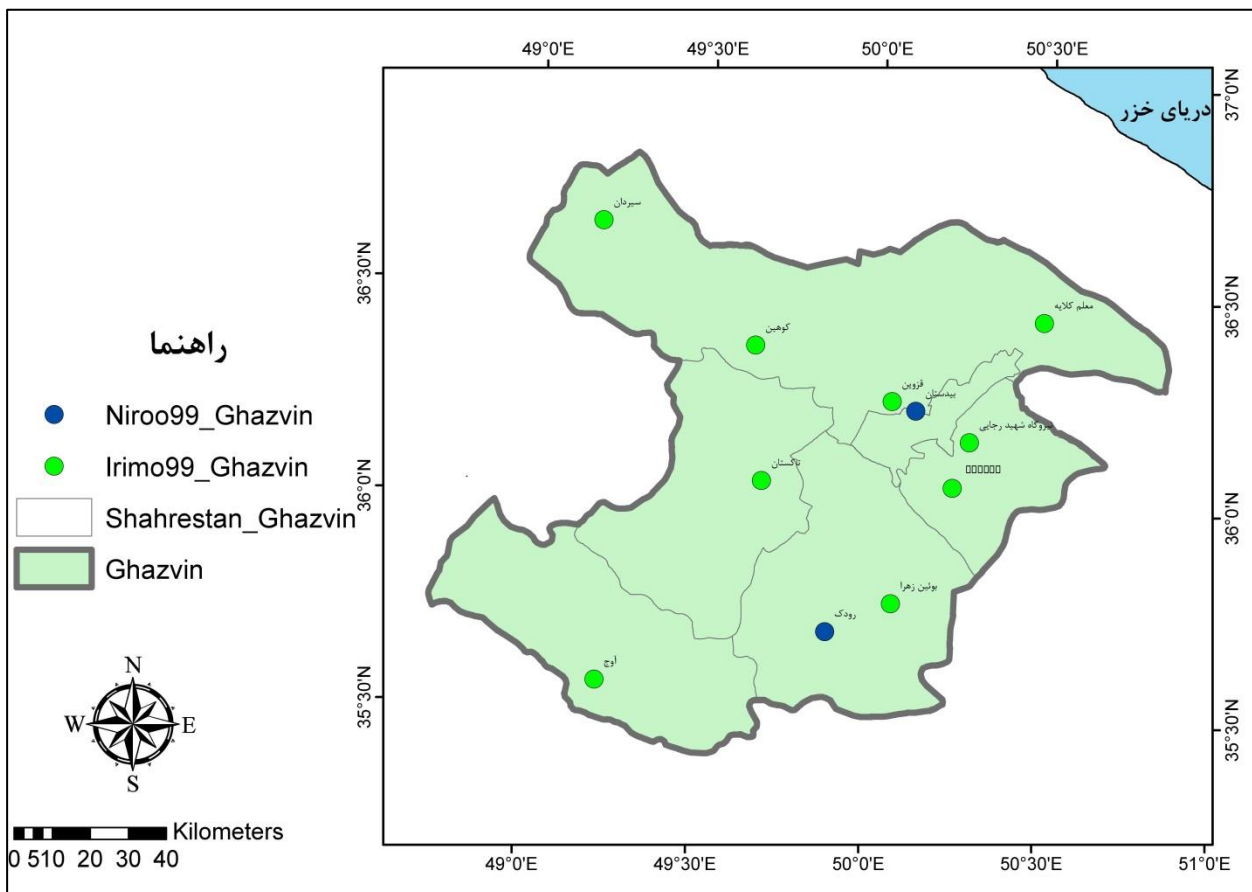 49°0'E 49°30'E 50°0'E 50°30'E
37°0'N
دریای خزر
سیردان
36°30'N
36°30'N
معلم کلایه
کوهین
راهنما
قزوین
بیدستان
Niroo99_Ghazvin
نیروگاه شهید رجایی
Irimo99_Ghazvin
تاکستان
□□□□□□
36°0'N
36°0'N
Shahrestan_Ghazvin
Ghazvin
بوئین زهرا
رودک
آوج
35°30'N
35°30'N
N
W E
S
Kilometers
0 5 10 20 30 40
49°0'E 49°30'E 50°0'E 50°30'E 51°0'E